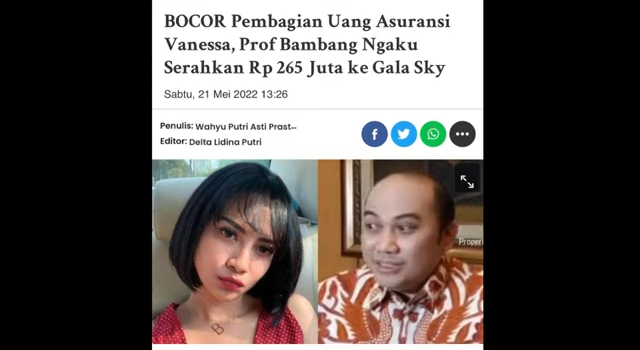 BOCOR Pembagian Uang Asuransi
Vanessa, Prof Bambang Ngaku
Serahkan Rp 265 Juta ke Gala Sky
Sabtu, 21 Mei 2022 13:26
Penulis: Wahyu Putri Asti Prast...
Editor: Delta Lidina Putri
Properi
B